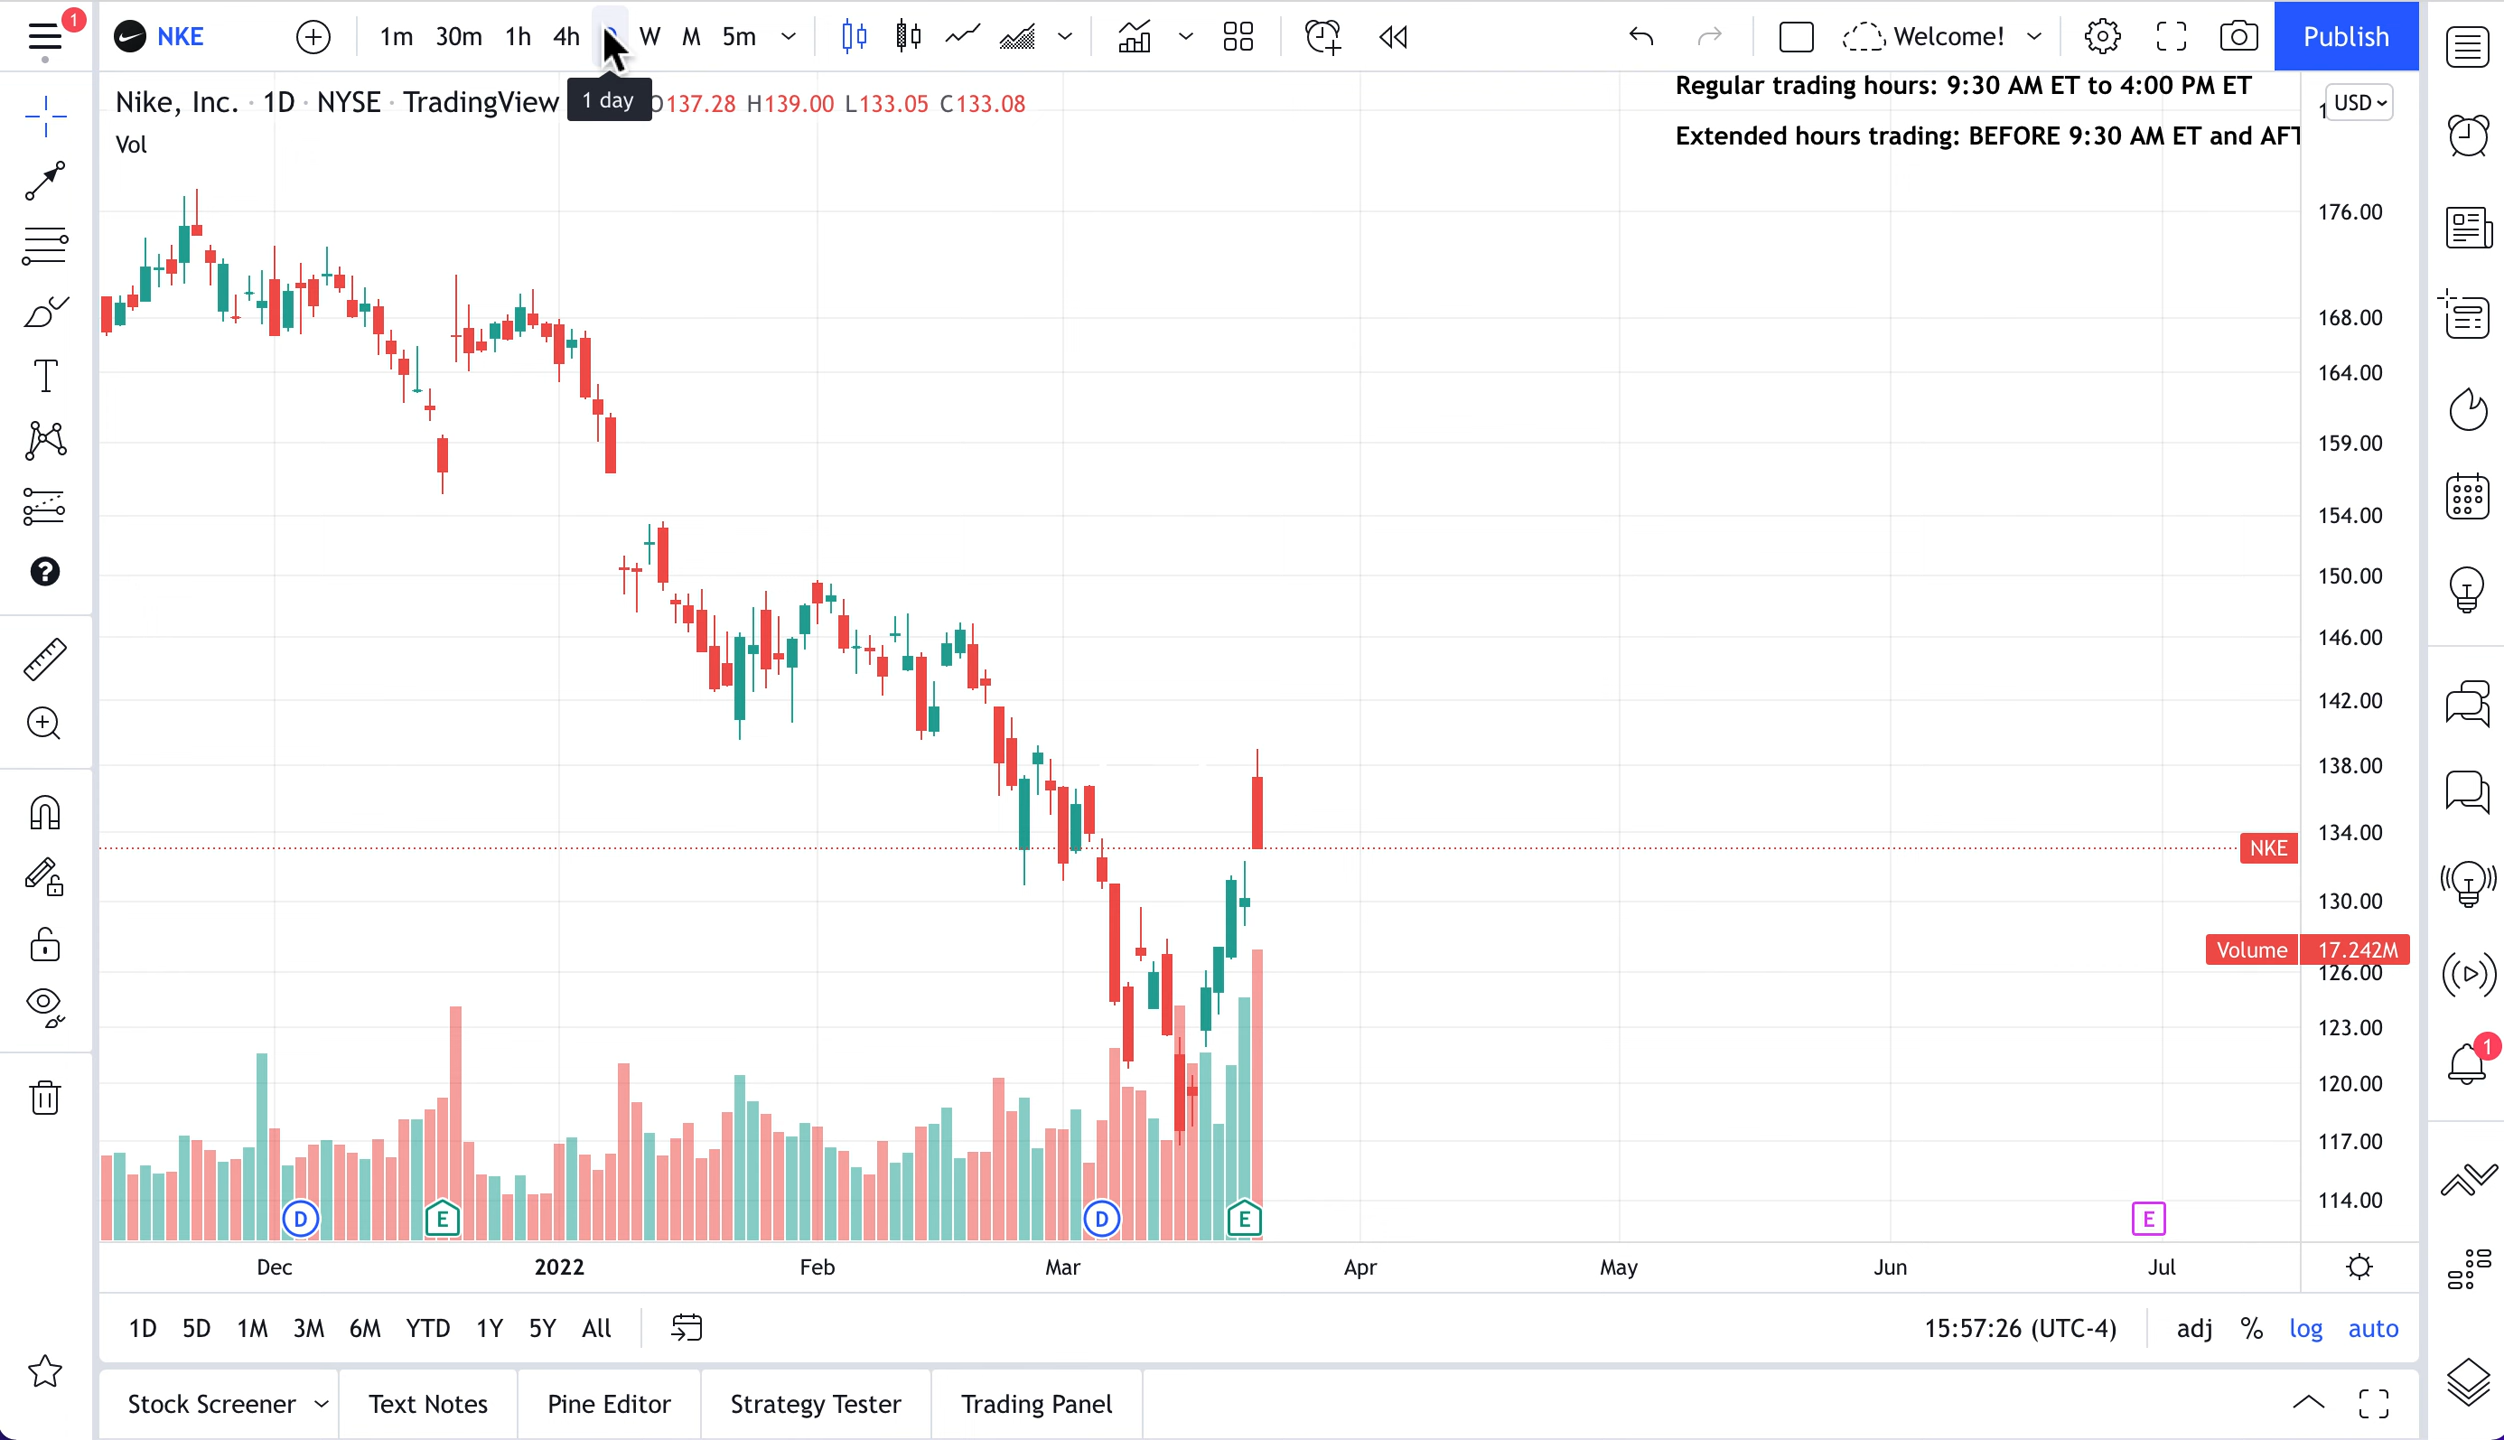 1
NKE 1m 30m 1h 4h W M 5m Welcome! Publish
Nike, Inc. · 1D · NYSE · TradingView 1 day O137.28 H139.00 L133.05 C133.08
Vol
Regular trading hours: 9:30 AM ET to 4:00 PM ET
Extended hours trading: BEFORE 9:30 AM ET and AFT
USD
176.00
168.00
164.00
159.00
154.00
150.00
146.00
142.00
138.00
134.00
NKE
130.00
Volume 17.242M
126.00
123.00
1
120.00
117.00
114.00
D E D E E
Dec 2022 Feb Mar Apr May Jun Jul
1D 5D 1M 3M 6M YTD 1Y 5Y All 15:57:26 (UTC-4) adj % log auto
Stock Screener Text Notes Pine Editor Strategy Tester Trading Panel